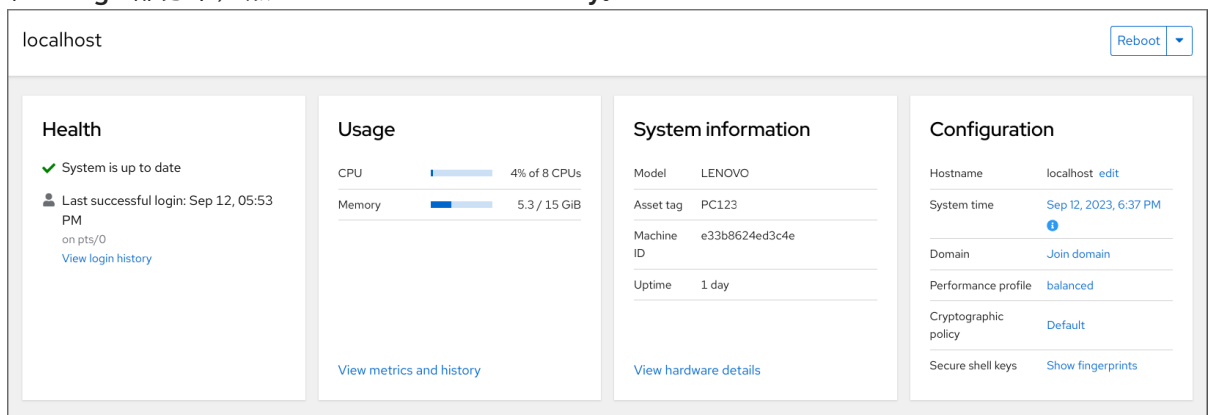 localhost
Reboot
Health
System is up to date
Last successful login: Sep 12, 05:53
PM
on pts/0
View login history
Usage
CPU 4% of 8 CPUs
Memory 5.3 / 15 GiB
View metrics and history
System information
Model LENOVO
Asset tag PC123
Machine e33b8624ed3c4e
ID
Uptime 1 day
View hardware details
Configuration
Hostname localhost edit
System time Sep 12, 2023, 6:37 PM
Domain Join domain
Performance profile balanced
Cryptographic
policy Default
Secure shell keys Show fingerprints